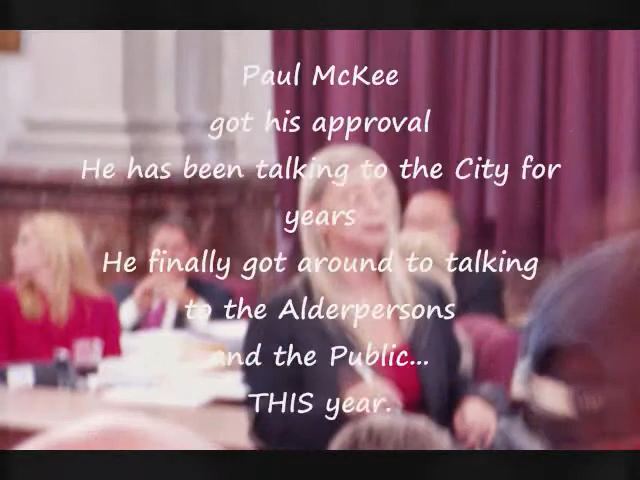 Paul McKee
got his approval
He has been talking to the City for
years
He finally got around to talking
to the Alderpersons
and the Public...
THIS year.